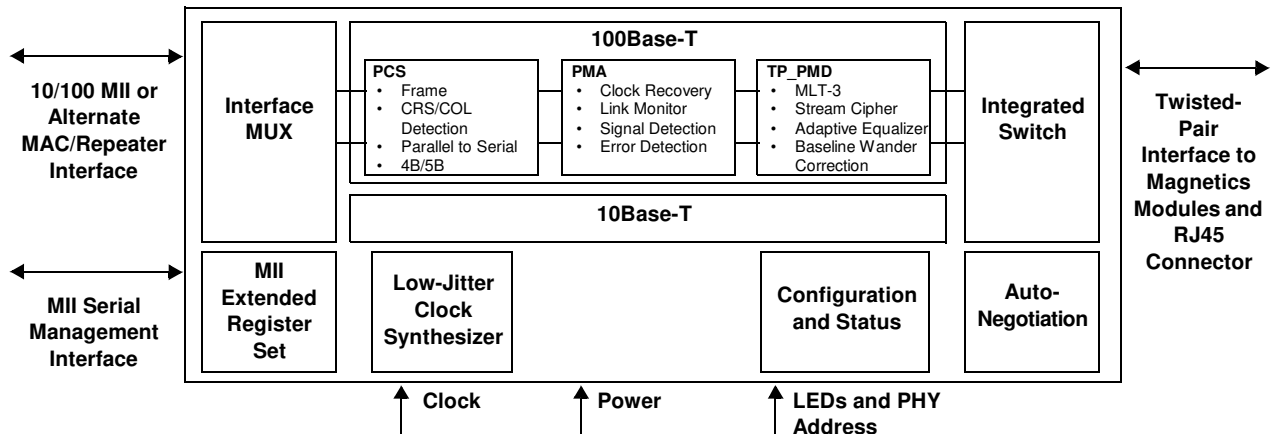 10/100 MII or
Alternate
MAC/Repeater
Interface
MII Serial
Management
Interface
Interface
MUX
100Base-T
PCS
• Frame
• CRS/COL
Detection
• Parallel to Serial
• 4B/5B
PMA
• Clock Recovery
• Link Monitor
• Signal Detection
• Error Detection
TP_PMD
• MLT-3
• Stream Cipher
• Adaptive Equalizer
• Baseline Wander
Correction
10Base-T
Integrated
Switch
MII
Extended
Register
Set
Low-Jitter
Clock
Synthesizer
Configuration
and Status
Auto-
Negotiation
Twisted-
Pair
Interface to
Magnetics
Modules and
RJ45
Connector
Clock
Power
LEDs and PHY
Address